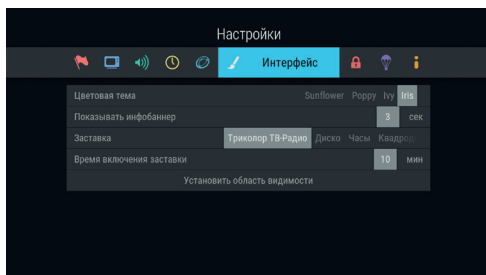 Настройки
Интерфейс
Цветовая тема Sunflower Poppy Ivy Iris
Показывать инфобаннер 3 сек
Заставка Триколор ТВ-Радио Диско Часы Квадро
Время включения заставки 10 мин
Установить область видимости